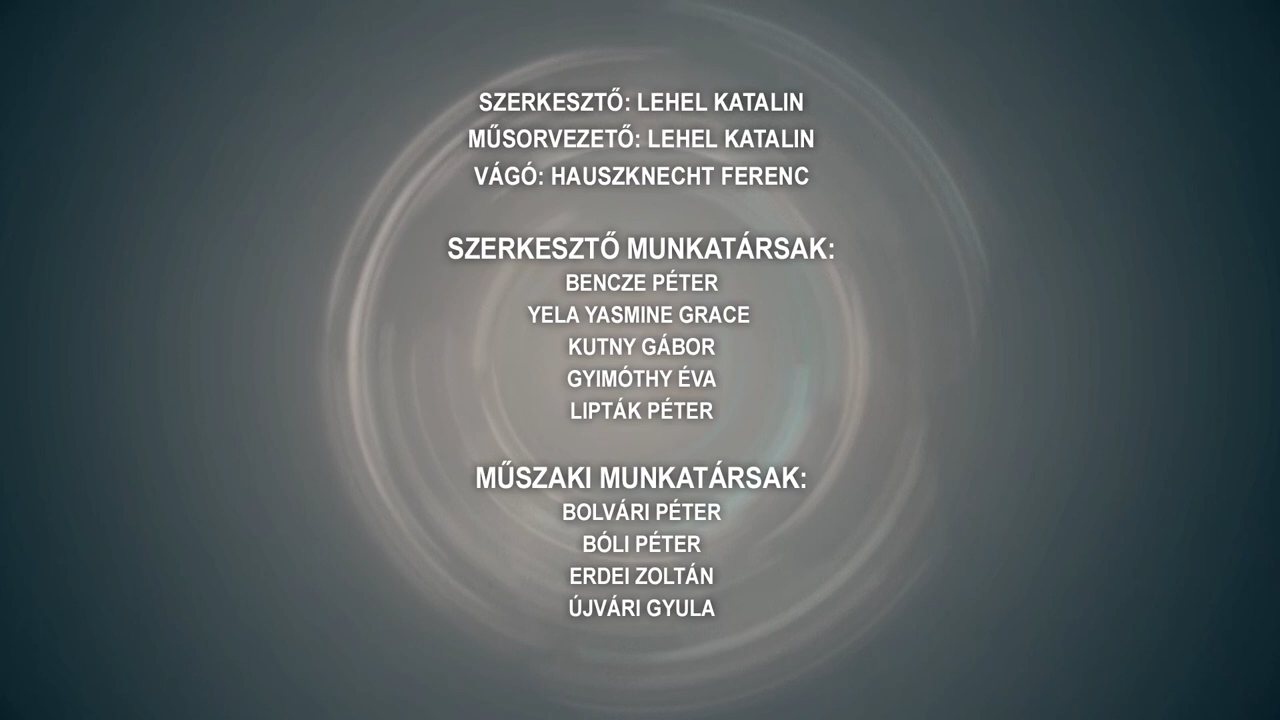 SZERKESZTŐ: LEHEL KATALIN
MŰSORVEZETŐ: LEHEL KATALIN
VÁGÓ: HAUSZKNECHT FERENC
SZERKESZTŐ MUNKATÁRSAK:
BENCZE PÉTER
YELA YASMINE GRACE
KUTNY GÁBOR
GYIMÓTHY ÉVA
LIPTÁK PÉTER
MŰSZAKI MUNKATÁRSAK:
BOLVÁRI PÉTER
BÓLI PÉTER
ERDEI ZOLTÁN
ÚJVÁRI GYULA